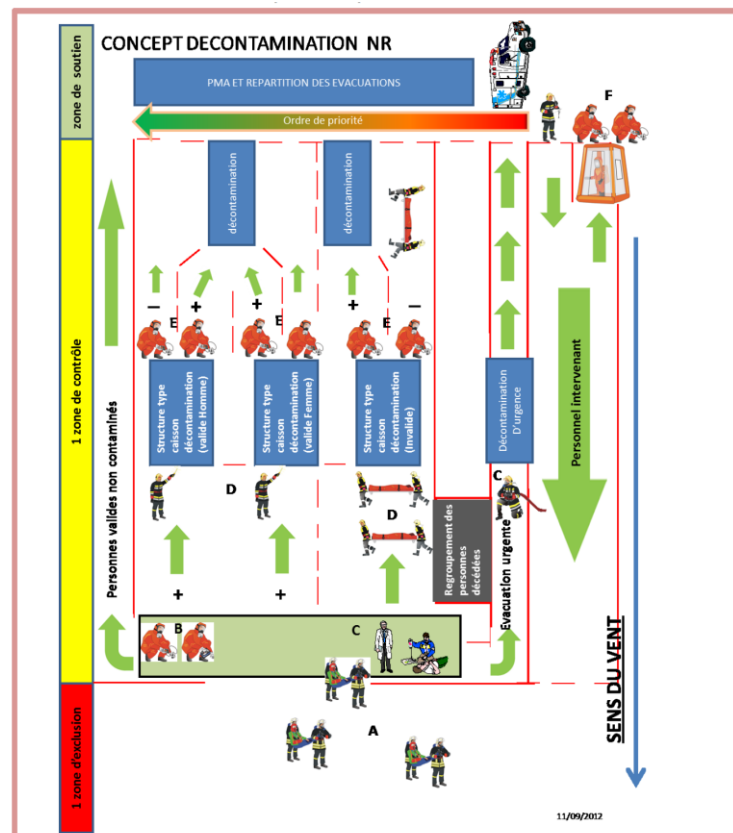 CONCEPT DECONTAMINATION NR
zone de soutien
PMA ET REPARTITION DES EVACUATIONS
Ordre de priorité
F
1 zone de contrôle
décontamination
décontamination
– + + + –
E E E
Structure type
caisson
décontamination
(valide Homme)
Structure type
caisson
décontamination
(valide Femme)
Structure type
caisson
décontamination
(Invalide)
Décontamination
D'urgence
Personnel intervenant
Personnes valides non contaminés
D
D
C
Regroupement des
personnes
décédées
Evacuation urgente
+ +
B
C
SENS DU VENT
1 zone d'exclusion
A
11/09/2012